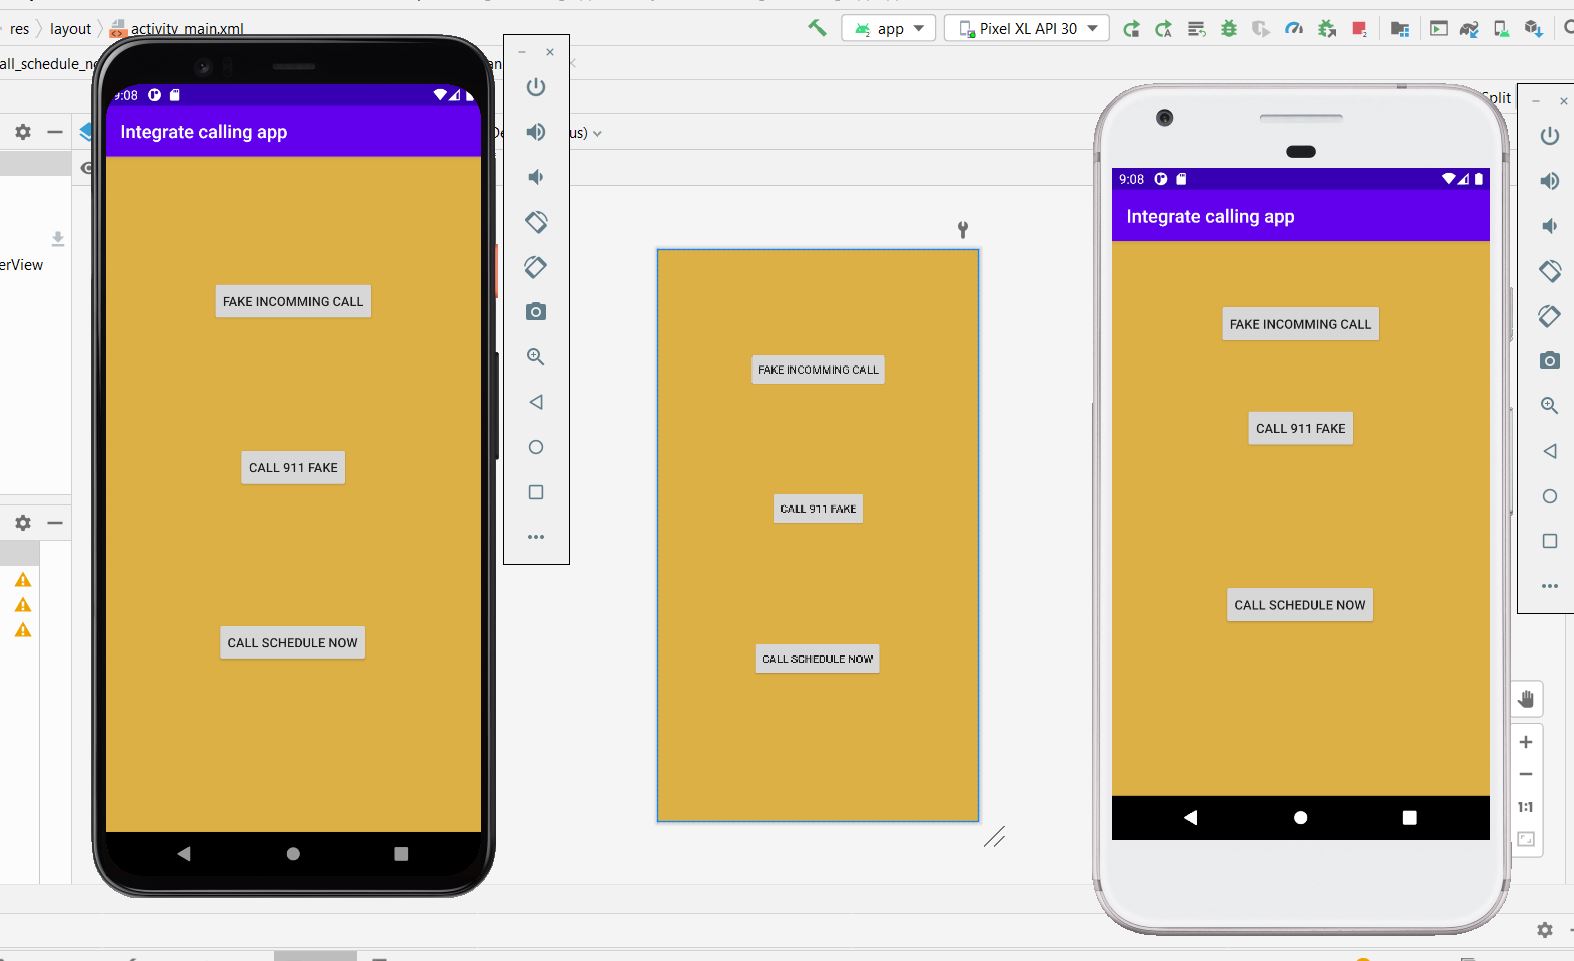 res layout activity_main.xml
app
Pixel XL API 30
all_schedule_n
Split
us)
erView
9:08
Integrate calling app
FAKE INCOMMING CALL
CALL 911 FAKE
CALL SCHEDULE NOW
FAKE INCOMMING CALL
CALL 911 FAKE
CALL SCHEDULE NOW
9:08
Integrate calling app
FAKE INCOMMING CALL
CALL 911 FAKE
CALL SCHEDULE NOW
1:1